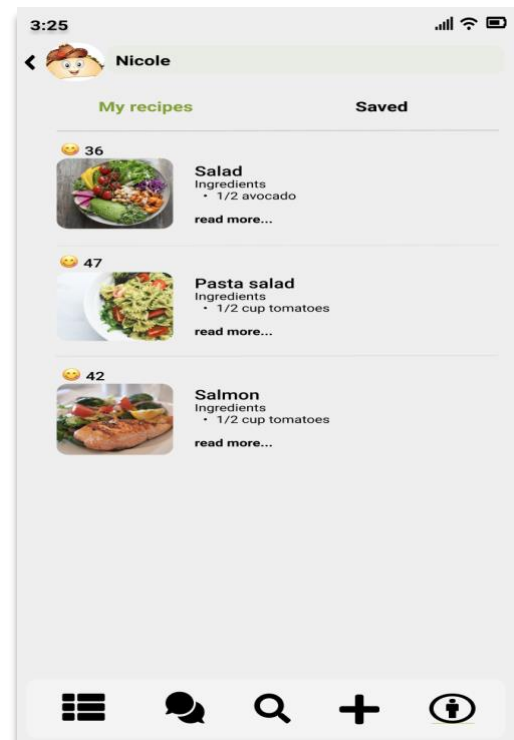 3:25
Nicole
My recipes
Saved
😋 36
Salad
Ingredients
• 1/2 avocado
read more...
😋 47
Pasta salad
Ingredients
• 1/2 cup tomatoes
read more...
😋 42
Salmon
Ingredients
• 1/2 cup tomatoes
read more...